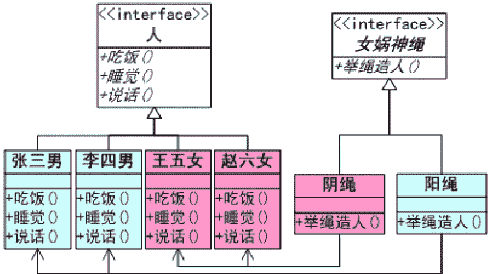 <<interface>>
人
+吃饭()
+睡觉()
+说话()
<<interface>>
女娲神绳
+举绳造人()
张三男
+吃饭()
+睡觉()
+说话()
李四男
+吃饭()
+睡觉()
+说话()
王五女
+吃饭()
+睡觉()
+说话()
赵六女
+吃饭()
+睡觉()
+说话()
阴绳
+举绳造人()
阳绳
+举绳造人()